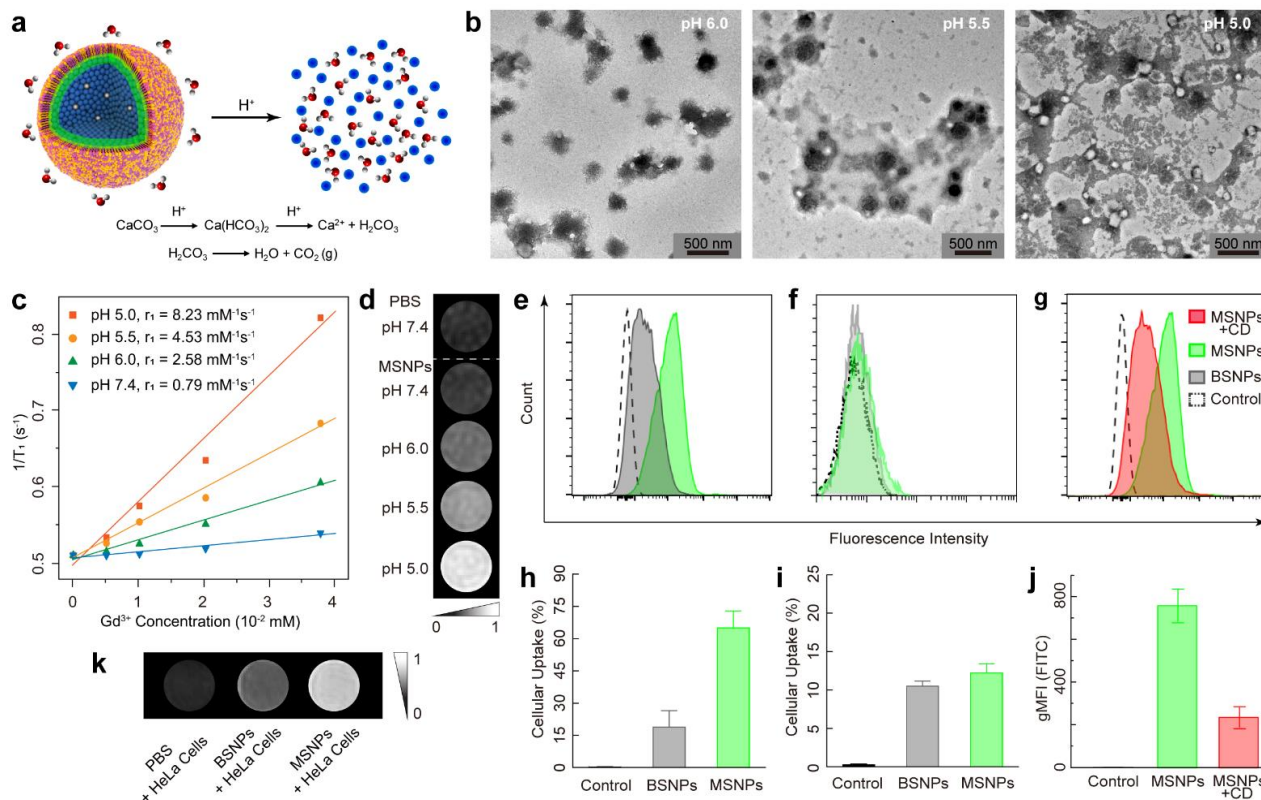 a
H⁺
CaCO₃ H⁺ Ca(HCO₃)₂ H⁺ Ca²⁺ + H₂CO₃
H₂CO₃ H₂O + CO₂ (g)
b
pH 6.0
500 nm
pH 5.5
500 nm
pH 5.0
500 nm
c
pH 5.0, r₁ = 8.23 mM⁻¹s⁻¹
pH 5.5, r₁ = 4.53 mM⁻¹s⁻¹
pH 6.0, r₁ = 2.58 mM⁻¹s⁻¹
pH 7.4, r₁ = 0.79 mM⁻¹s⁻¹
1/T₁ (s⁻¹)
0.8
0.7
0.6
0.5
0 1 2 3 4
Gd³⁺ Concentration (10⁻² mM)
d
PBS
pH 7.4
MSNPs
pH 7.4
pH 6.0
pH 5.5
pH 5.0
0 1
e
f
g
Count
Fluorescence Intensity
MSNPs
+CD
MSNPs
BSNPs
Control
h
Cellular Uptake (%)
90
75
60
45
30
15
0
Control BSNPs MSNPs
i
Cellular Uptake (%)
25
20
15
10
5
0
Control BSNPs MSNPs
j
gMFI (FITC)
800
400
0
Control MSNPs MSNPs
+CD
k
1
0
PBS
+ HeLa Cells
BSNPs
+ HeLa Cells
MSNPs
+ HeLa Cells